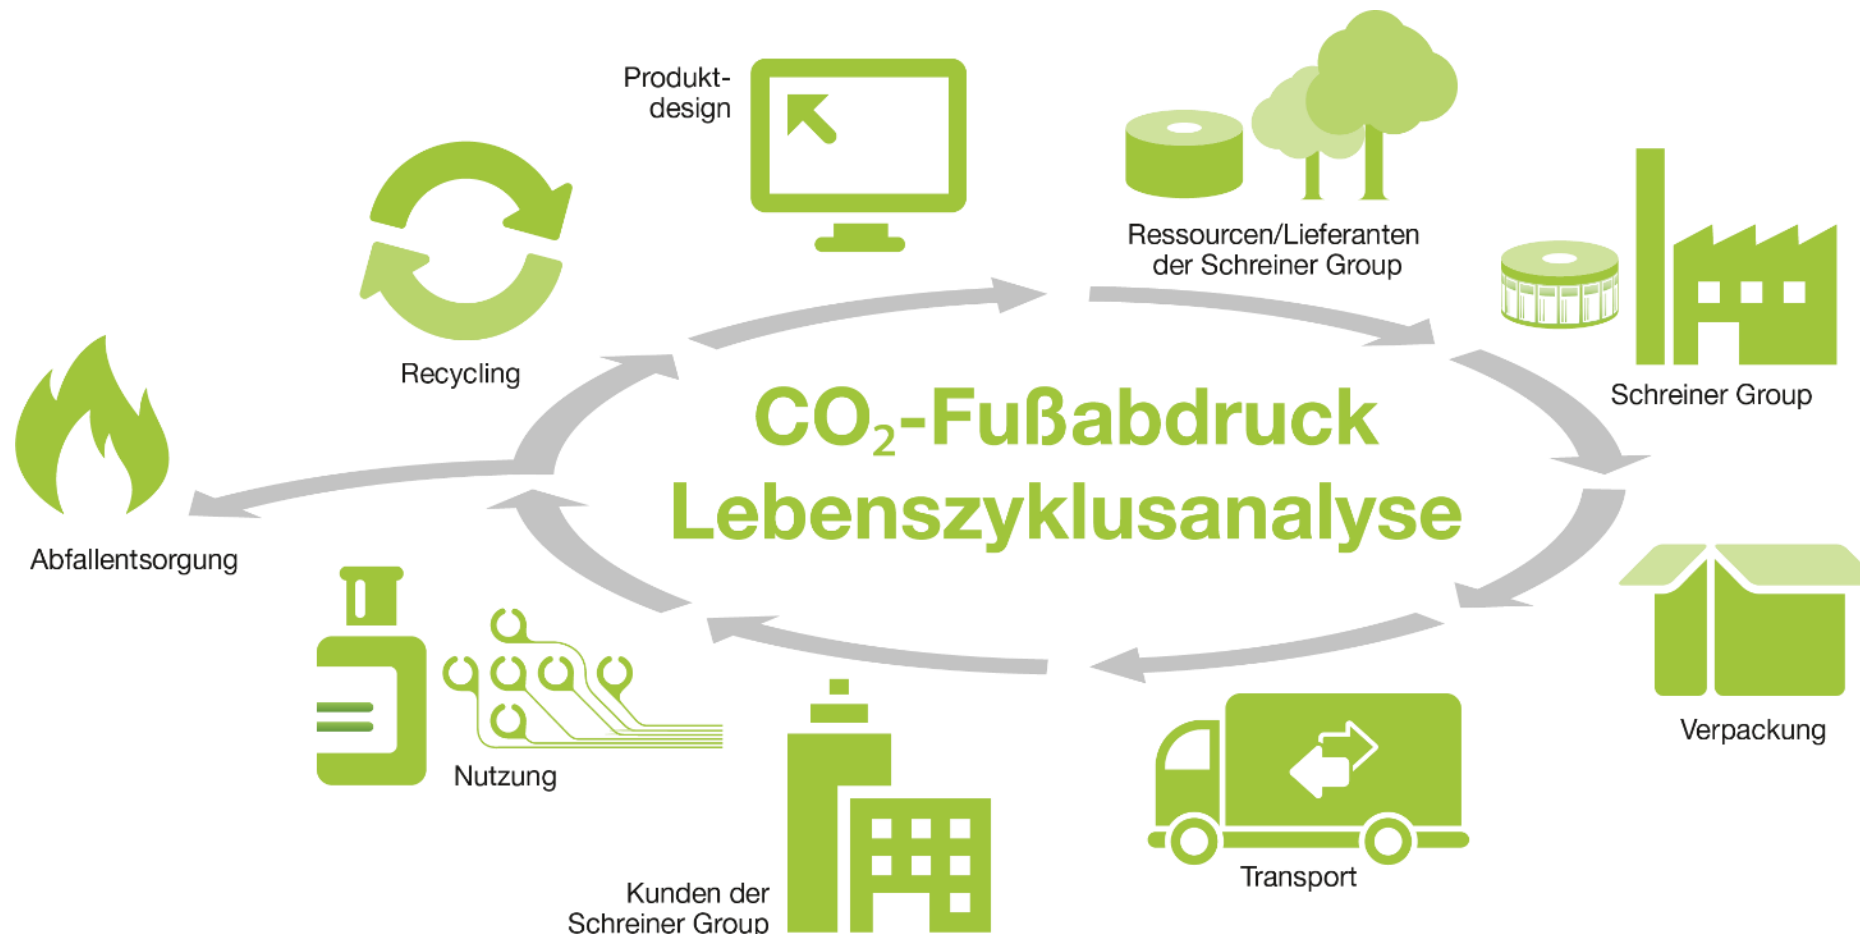 Produkt-
design
Ressourcen/Lieferanten
der Schreiner Group
Schreiner Group
Recycling
CO₂-Fußabdruck
Lebenszyklusanalyse
Abfallentsorgung
Verpackung
Nutzung
Transport
Kunden der
Schreiner Group